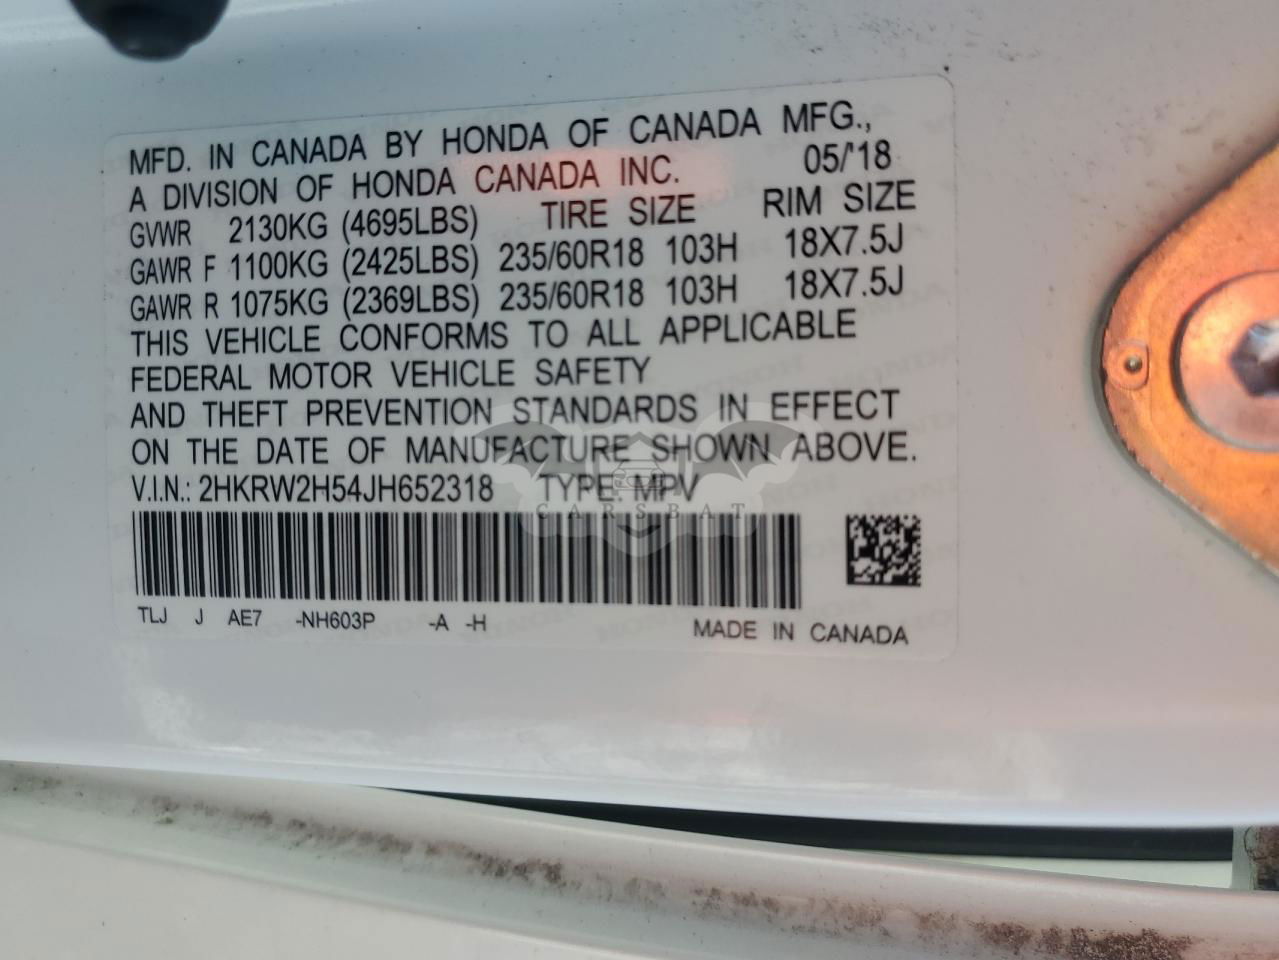 MFD. IN CANADA BY HONDA OF CANADA MFG.,
A DIVISION OF HONDA CANADA INC. 05/'18
GVWR 2130KG (4695LBS) TIRE SIZE RIM SIZE
GAWR F 1100KG (2425LBS) 235/60R18 103H 18X7.5J
GAWR R 1075KG (2369LBS) 235/60R18 103H 18X7.5J
THIS VEHICLE CONFORMS TO ALL APPLICABLE
FEDERAL MOTOR VEHICLE SAFETY
AND THEFT PREVENTION STANDARDS IN EFFECT
ON THE DATE OF MANUFACTURE SHOWN ABOVE.
V.I.N.: 2HKRW2H54JH652318 TYPE: MPV
CARSBAT
TLJ J AE7 -NH603P -A -H MADE IN CANADA